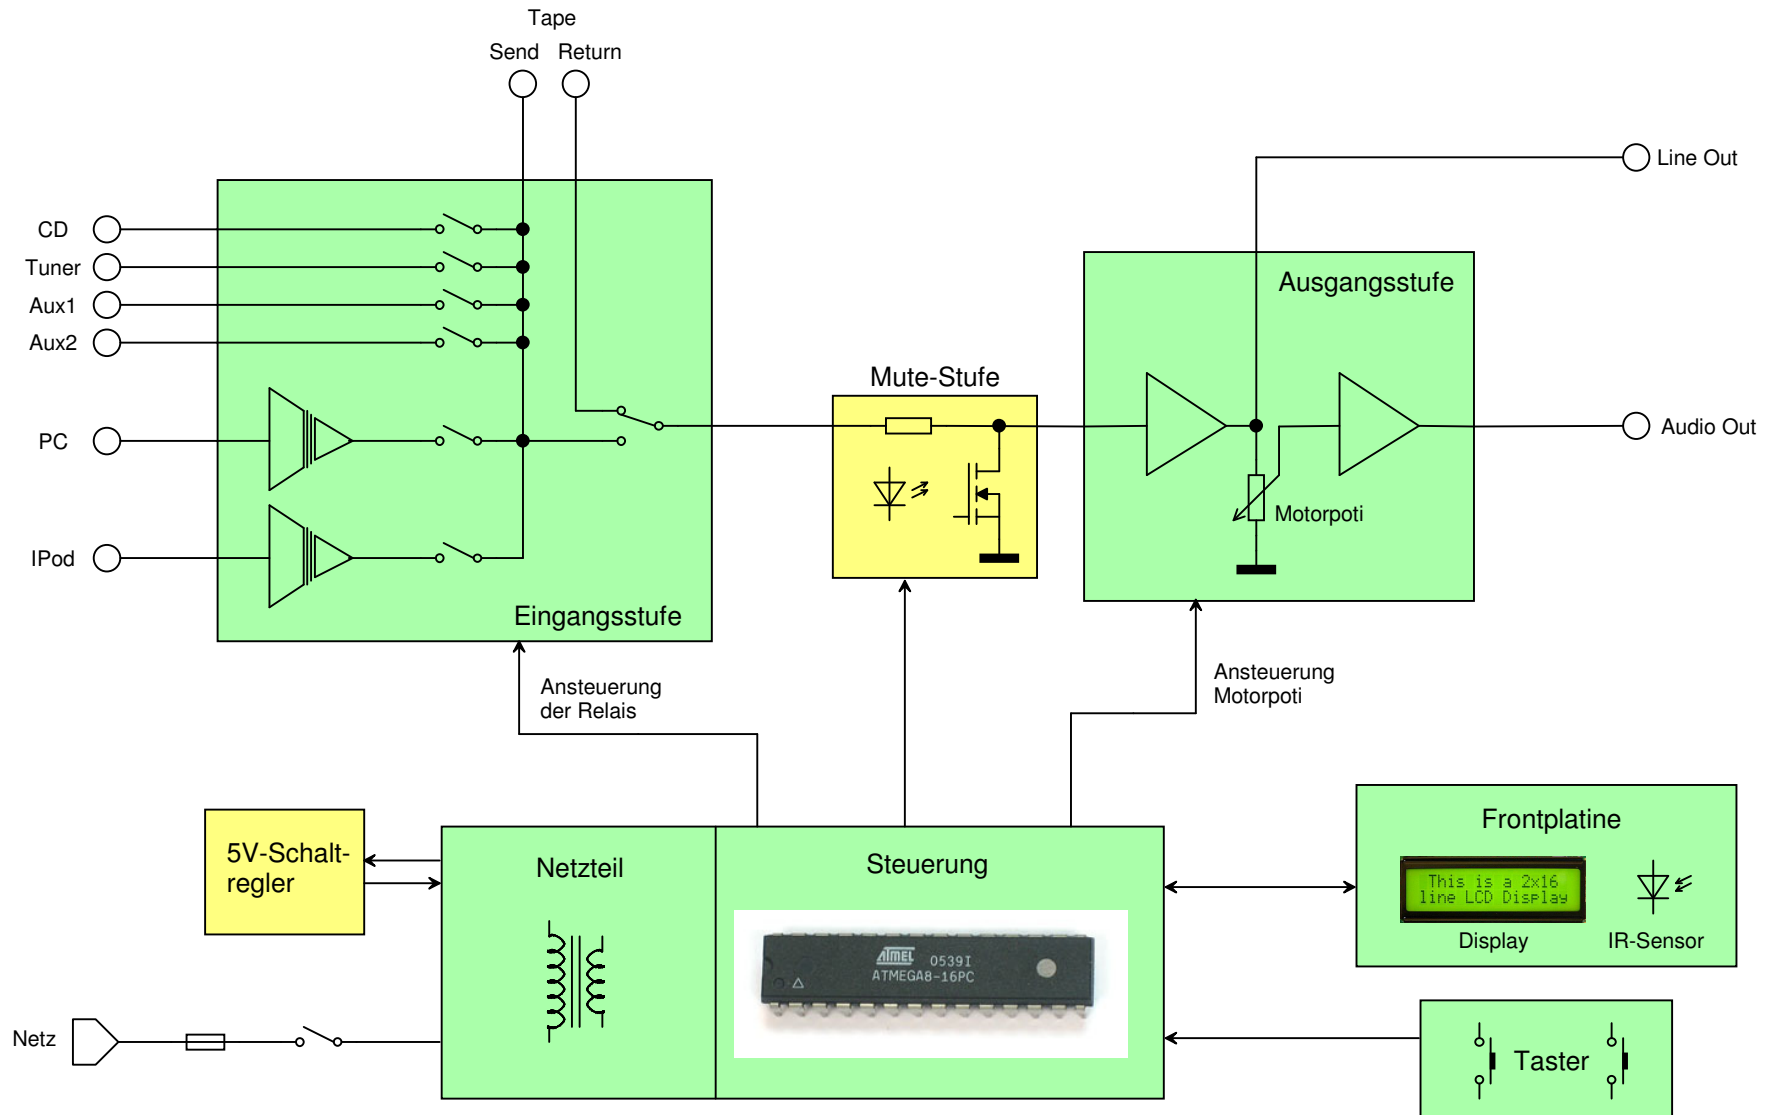 Tape
Send Return
Line Out
CD
Tuner
Aux1
Aux2
Ausgangsstufe
Mute-Stufe
PC
Audio Out
Motorpoti
IPod
Eingangsstufe
Ansteuerung
der Relais
Ansteuerung
Motorpoti
5V-Schalt-
regler
Netzteil
Steuerung
Frontplatine
This is a 2x16
line LCD Display
Display
IR-Sensor
ATMEL 0539I
ATMEGA8-16PC
Netz
Taster